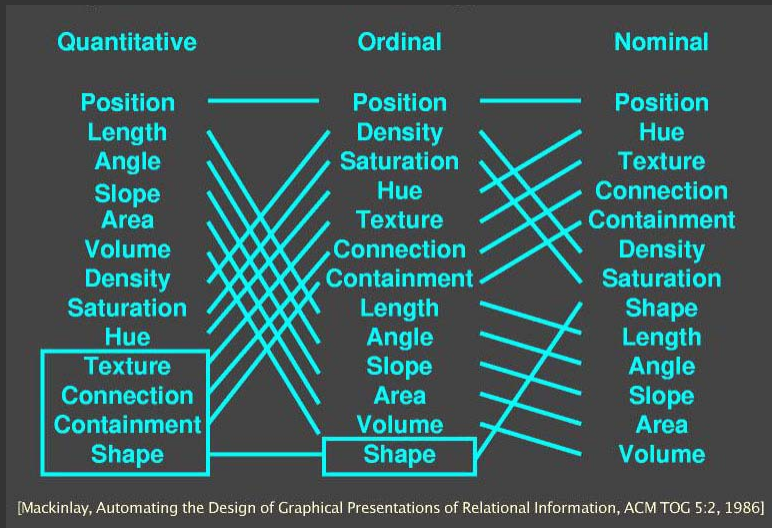 Quantitative Ordinal Nominal
Position Position Position
Length Density Hue
Angle Saturation Texture
Slope Hue Connection
Area Texture Containment
Volume Connection Density
Density Containment Saturation
Saturation Length Shape
Hue Angle Length
Texture Slope Angle
Connection Area Slope
Containment Volume Area
Shape Shape Volume
[Mackinlay, Automating the Design of Graphical Presentations of Relational Information, ACM TOG 5:2, 1986]